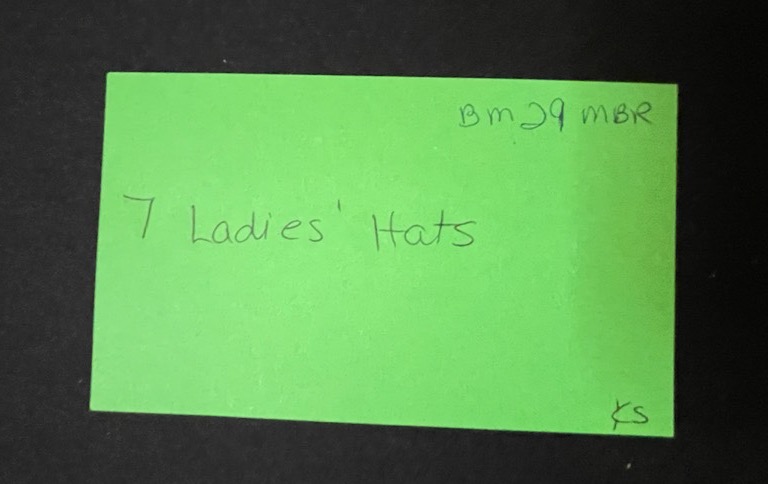 Bm29 MBR
7 Ladies' Hats
KS